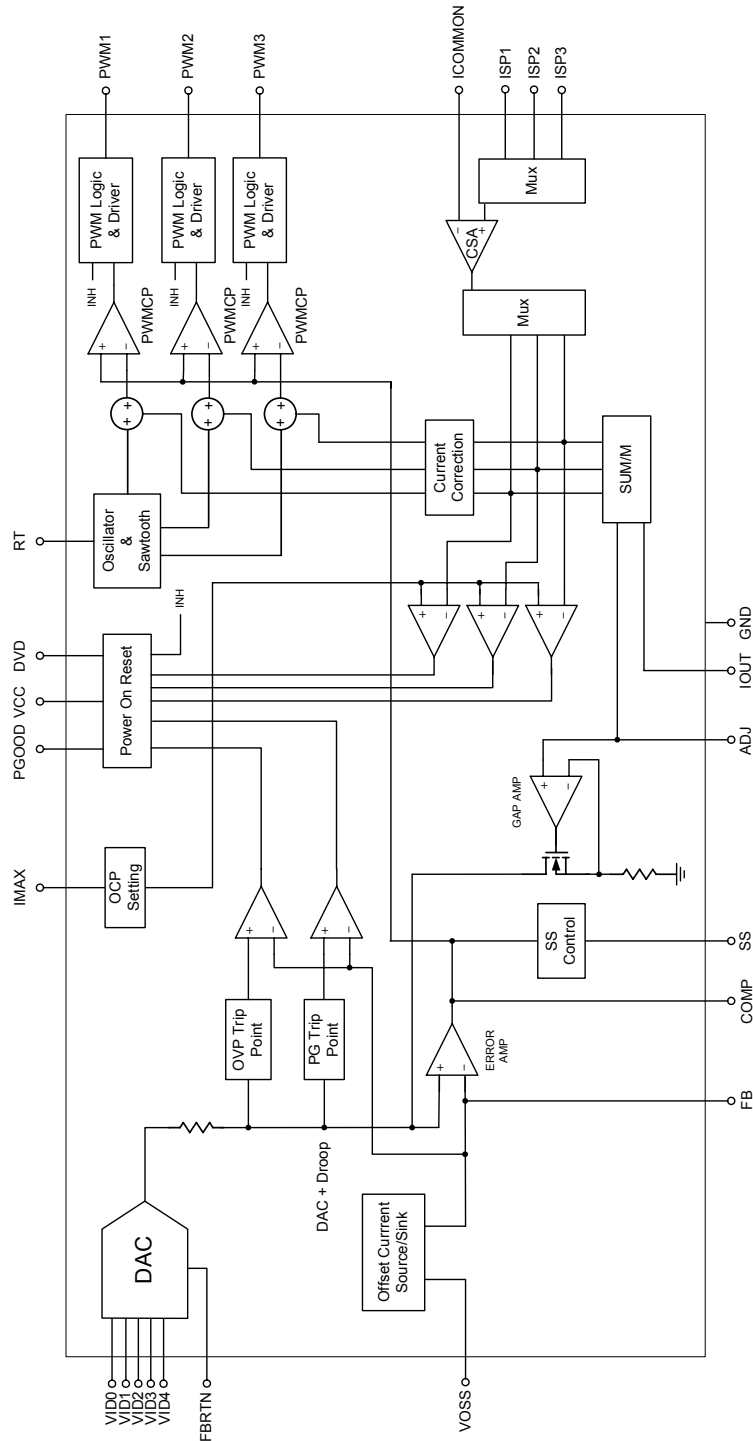 PWM1
PWM2
PWM3
ICOMMON
ISP1
ISP2
ISP3
PWM Logic
& Driver
PWM Logic
& Driver
PWM Logic
& Driver
INH
INH
INH
PWMCP
PWMCP
PWMCP
+
−
+
−
+
−
+
+
+
+
+
+
Mux
CSA
−
+
Mux
RT
Oscillator
&
Sawtooth
Current
Correction
SUM/M
DVD
VCC
PGOOD
Power On Reset
INH
+
−
+
−
+
−
GND
IOUT
ADJ
GAP AMP
+
−
IMAX
OCP
Setting
+
−
+
−
OVP Trip
Point
PG Trip
Point
SS
Control
SS
COMP
FB
+
−
ERROR
AMP
DAC + Droop
DAC
Offset Currrent
Source/Sink
VID0
VID1
VID2
VID3
VID4
FBRTN
VOSS